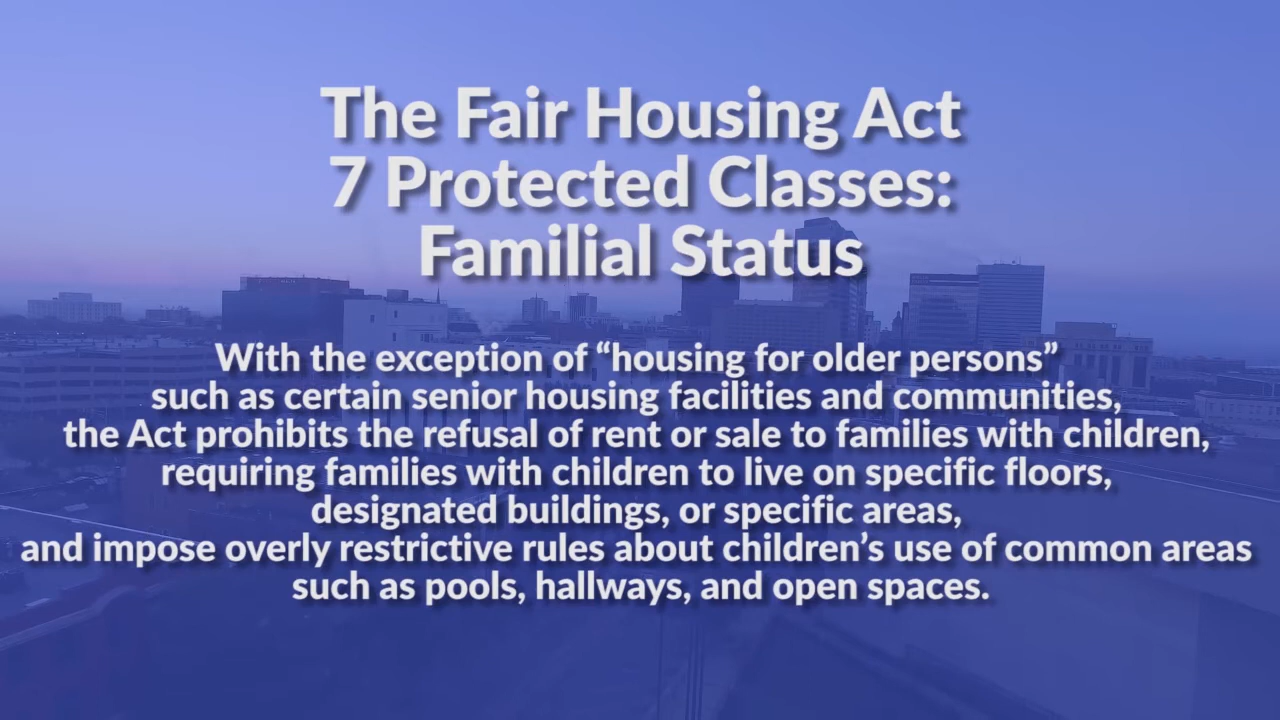 The Fair Housing Act
7 Protected Classes:
Familial Status
With the exception of “housing for older persons”
such as certain senior housing facilities and communities,
the Act prohibits the refusal of rent or sale to families with children,
requiring families with children to live on specific floors,
designated buildings, or specific areas,
and impose overly restrictive rules about children’s use of common areas
such as pools, hallways, and open spaces.